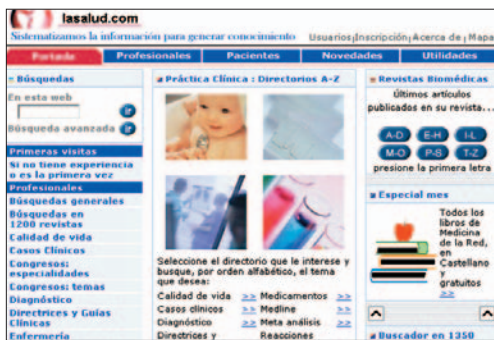 lasalud.com
Sistematizamos la información para generar conocimiento
Usuarios|Inscripción|Acerca de | Mapa
Portada
Profesionales
Pacientes
Novedades
Utilidades
Búsquedas
En esta web
Ir
Búsqueda avanzada
Ir
Primeras visitas
Si no tiene experiencia
o es la primera vez
Profesionales
Búsquedas generales
Búsquedas en
1200 revistas
Calidad de vida
Casos Clínicos
Congresos:
especialidades
Congresos: temas
Diagnóstico
Directrices y Guías
Clínicas
Enfermería
Práctica Clínica : Directorios A-Z
Seleccione el directorio que le interese y
busque, por orden alfabético, el tema
que desea:
Calidad de vida >> Medicamentos >>
Casos clínicos >> Medline >>
Diagnóstico >> Meta análisis >>
Directrices y Reacciones
Revistas Biomédicas
Últimos artículos
publicados en su revista...
A-D E-H I-L
M-O P-S T-Z
presione la primera letra
Especial mes
Todos los
libros de
Medicina
de la Red,
en
Castellano
y
gratuitos
>>
Buscador en 1350